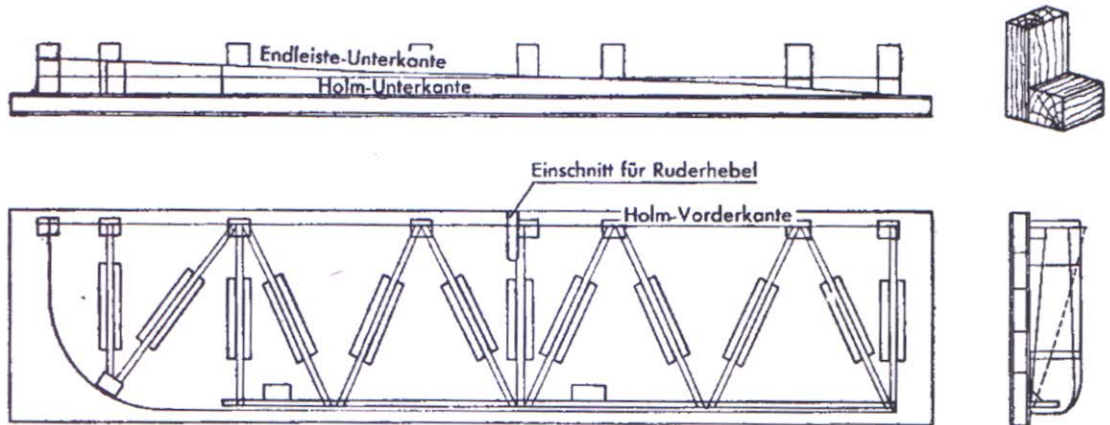 Endleiste-Unterkante
Holm-Unterkante
Einschnitt für Ruderhebel
Holm-Vorderkante